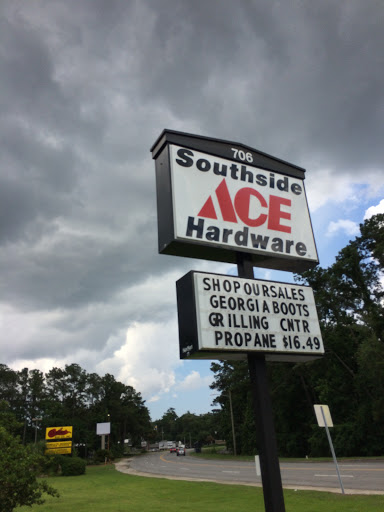 706
Southside
ACE
Hardware
SHOP OUR SALES
GEORGIA BOOTS
GRILLING CNTR
PROPANE $16.49